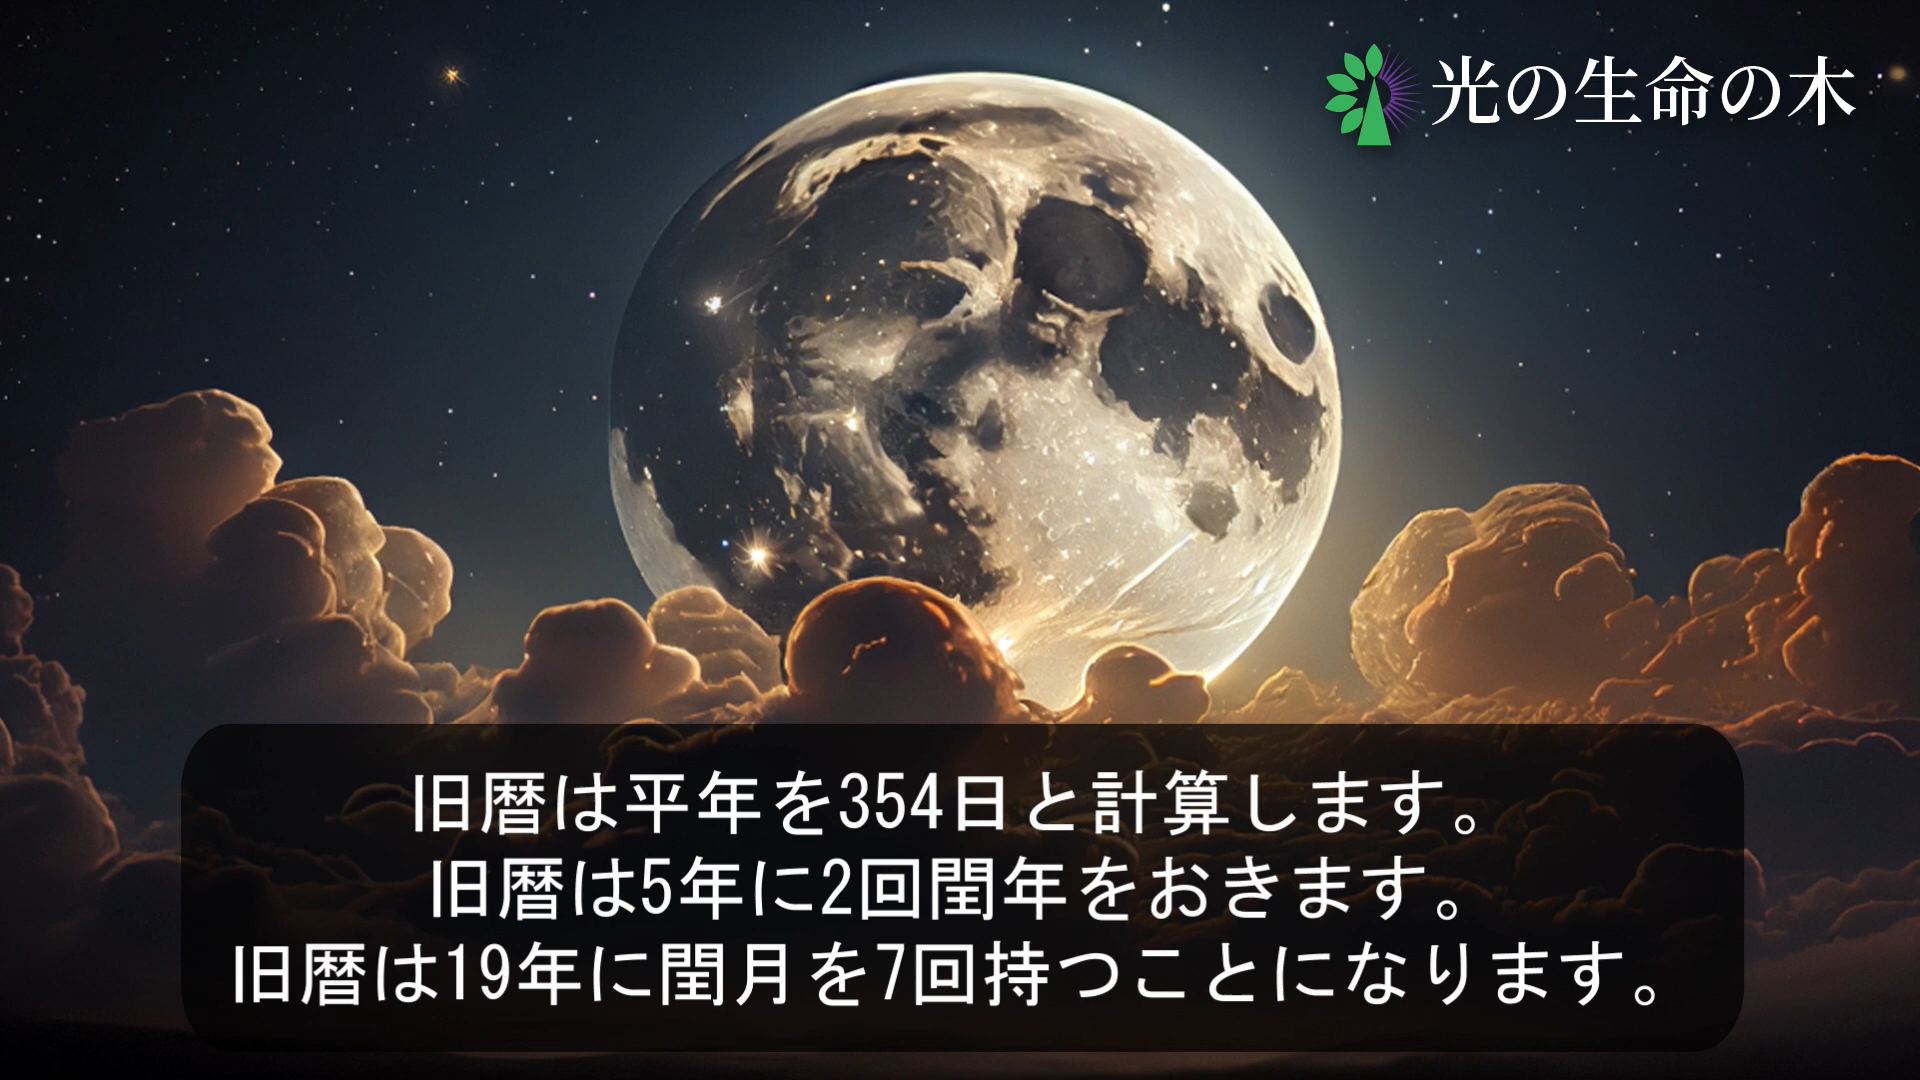 光の生命の木
旧暦は平年を354日と計算します。
旧暦は5年に2回閏年をおきます。
旧暦は19年に閏月を7回持つことになります。